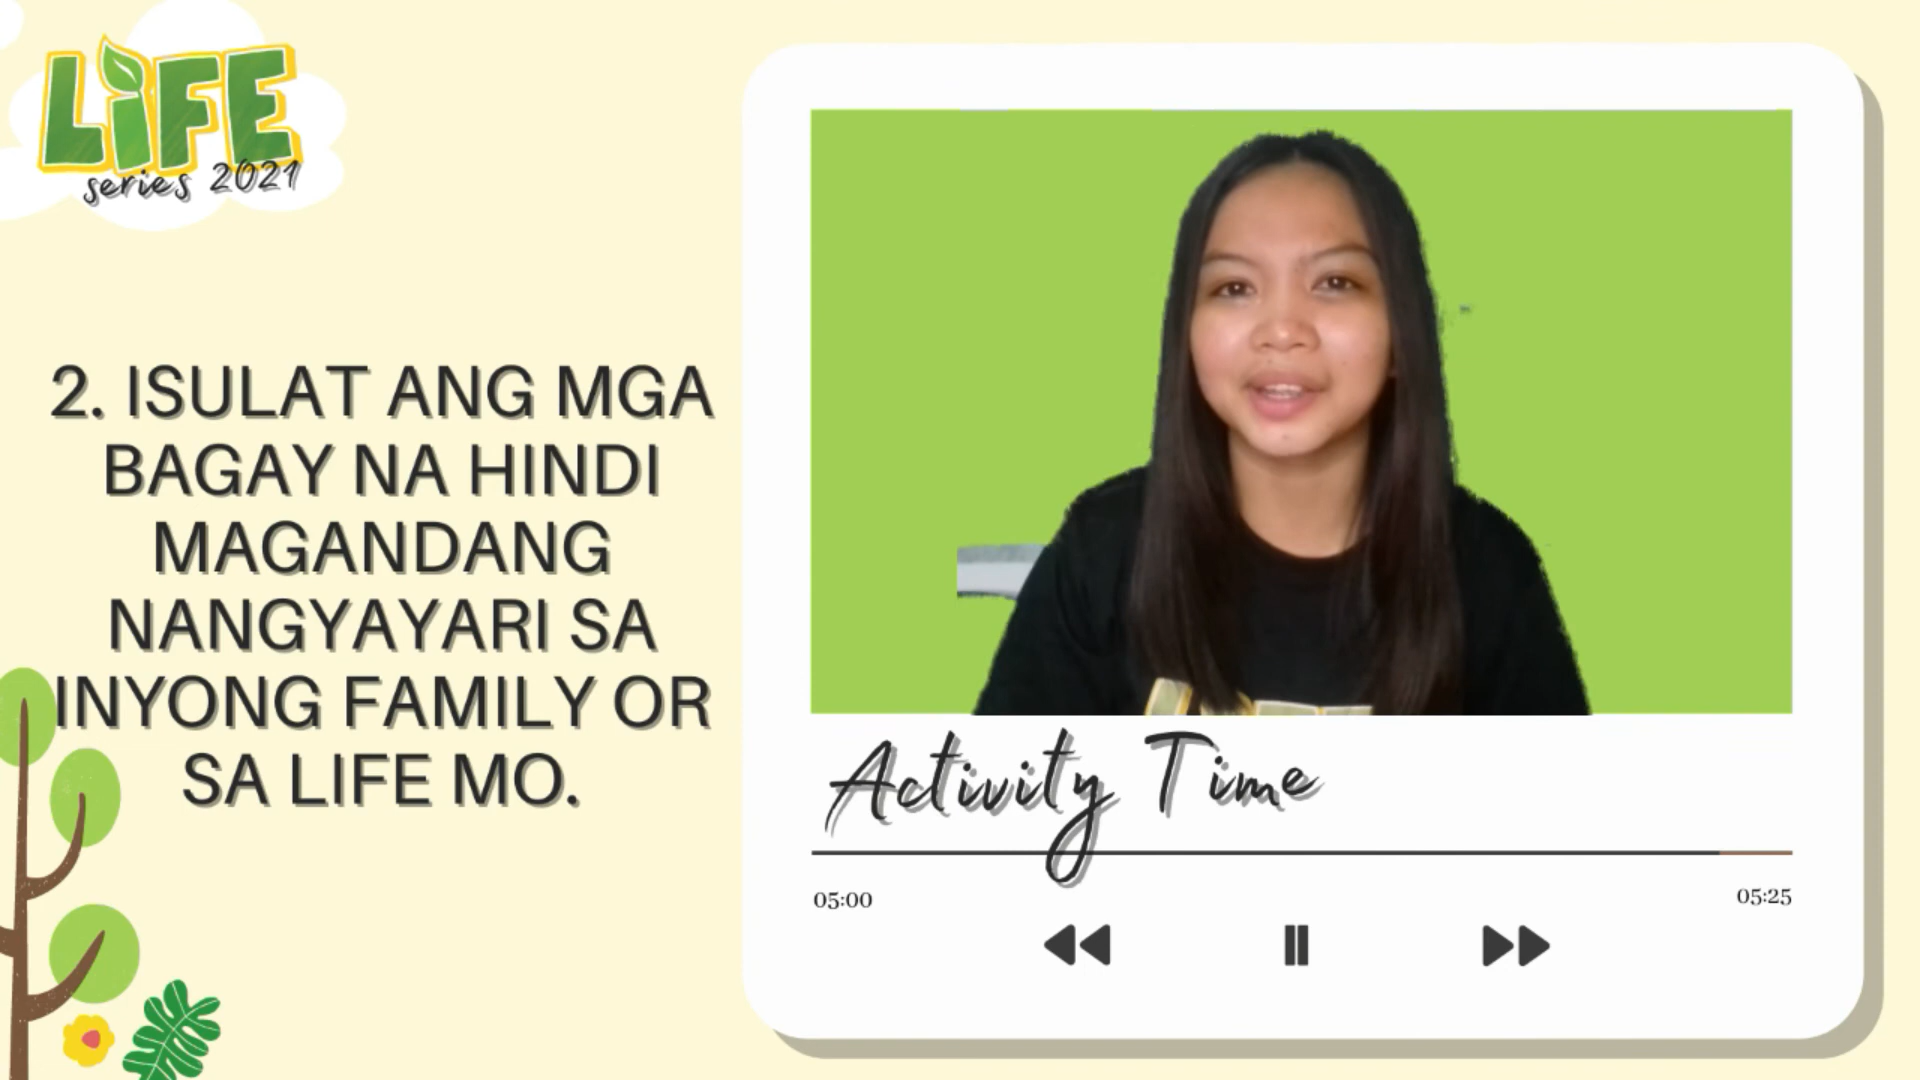 LIFE
series 2021
2. ISULAT ANG MGA
BAGAY NA HINDI
MAGANDANG
NANGYAYARI SA
INYONG FAMILY OR
SA LIFE MO.
Activity Time
05:00
05:25